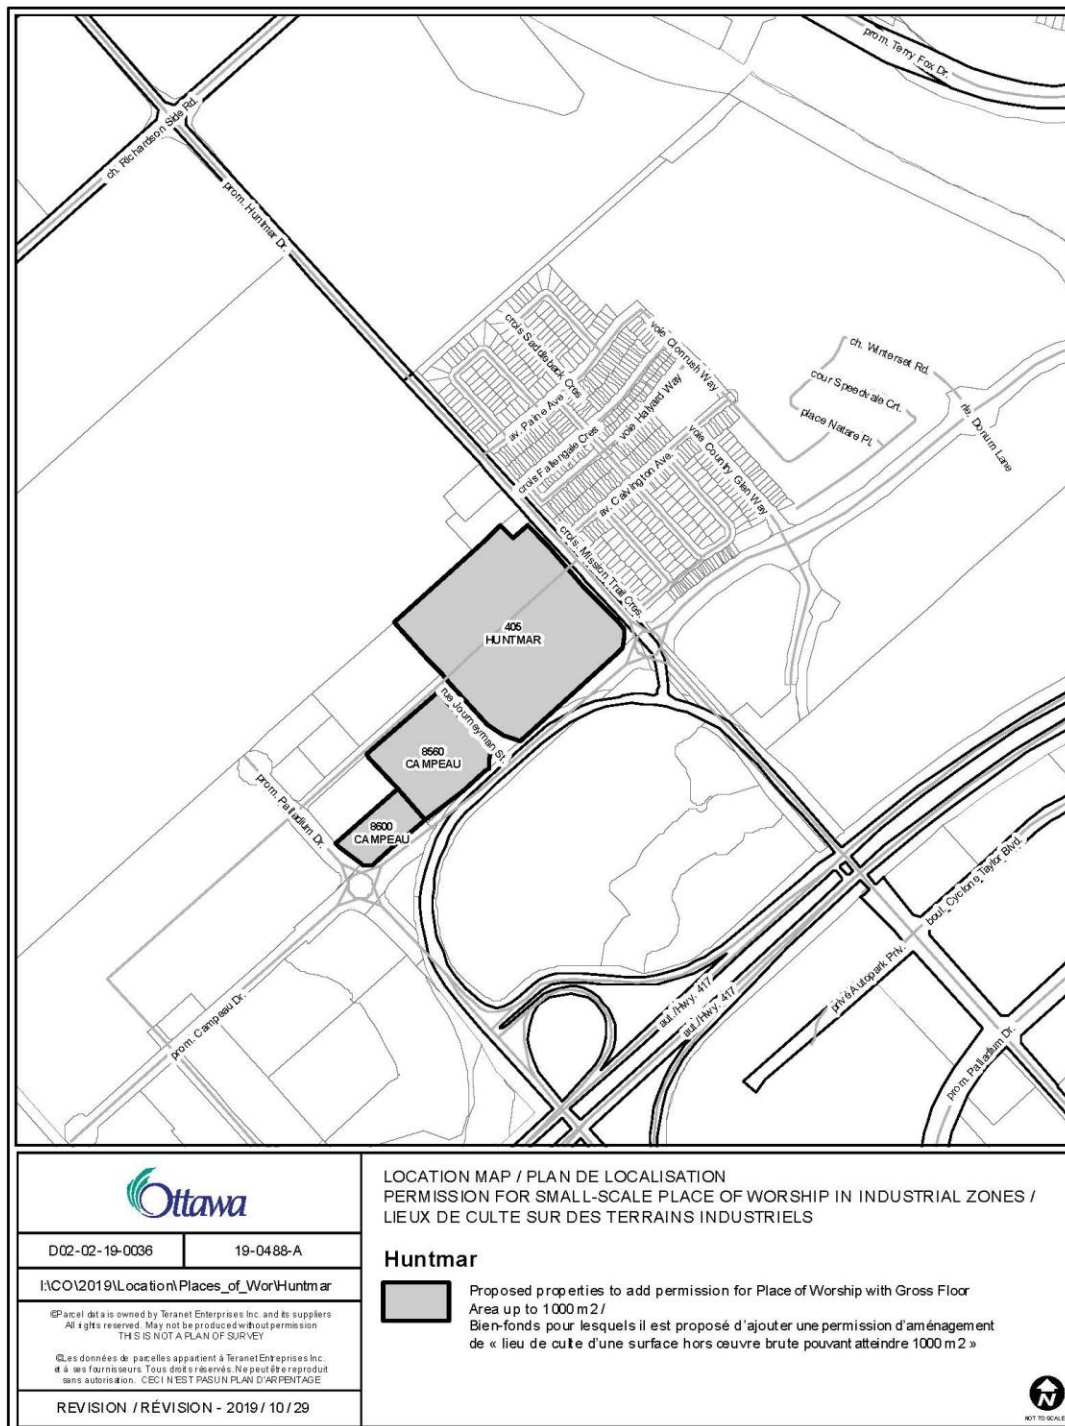 prom. Terry Fox Dr.
ch. Richardson Side Rd.
prom. Huntmar Dr.
crois Saddleback Cres
voie Clonrush Way
ch. Winterset Rd.
av. Paine Ave
cour Speedvale Crt.
crois Fallengale Cres
voie Halyard Way
place Natare Pl.
rle. Donum Lane
av. Calvington Ave.
voie Country Glen Way
crois. Mission Trail Cres.
405
HUNTMAR
rue Journeyman St.
8560
CAMPEAU
prom. Palladium Dr.
8600
CAMPEAU
boul. Cyclone Taylor Blvd.
privé Autopark Priv.
aut./Hwy. 417
aut./Hwy. 417
prom. Campeau Dr.
prom. Palladium Dr.
Ottawa
D02-02-19-0036
19-0488-A
I:\CO\2019\Location\Places_of_Wor\Huntmar
©Parcel data is owned by Teranet Enterprises Inc. and its suppliers
All rights reserved. May not be produced without permission
THIS IS NOT A PLAN OF SURVEY
©Les données de parcelles appartient à Teranet Enterprises Inc.
et à ses fournisseurs. Tous droits réservés. Ne peut être reproduit
sans autorisation. CECI N'EST PAS UN PLAN D'ARPENTAGE
REVISION / RÉVISION - 2019 / 10 / 29
LOCATION MAP / PLAN DE LOCALISATION
PERMISSION FOR SMALL-SCALE PLACE OF WORSHIP IN INDUSTRIAL ZONES /
LIEUX DE CULTE SUR DES TERRAINS INDUSTRIELS
Huntmar
Proposed properties to add permission for Place of Worship with Gross Floor
Area up to 1000 m2 /
Bien-fonds pour lesquels il est proposé d'ajouter une permission d'aménagement
de « lieu de culte d'une surface hors œuvre brute pouvant atteindre 1000 m2 »
N
NOT TO SCALE